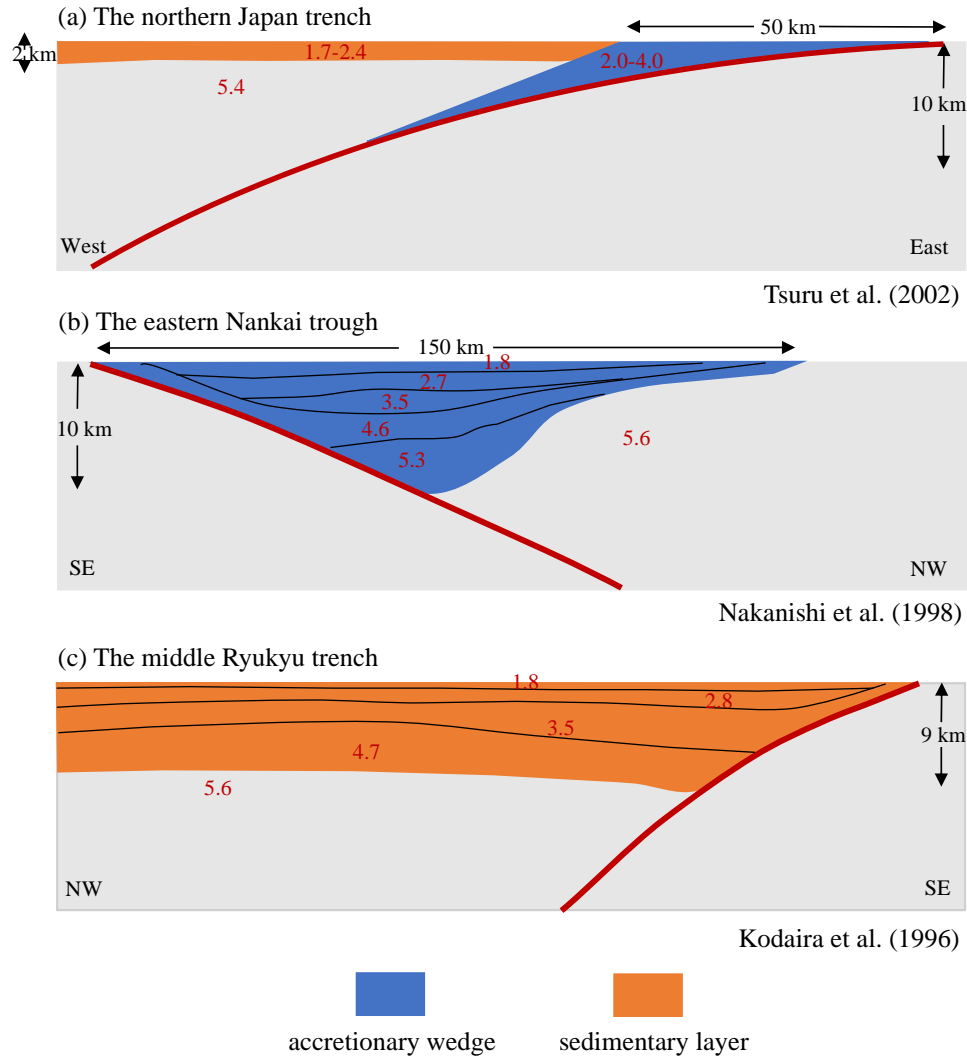 (a) The northern Japan trench
50 km
2 km
1.7-2.4
2.0-4.0
5.4
10 km
West
East
Tsuru et al. (2002)
(b) The eastern Nankai trough
150 km
1.8
2.7
3.5
10 km
4.6
5.6
5.3
SE
NW
Nakanishi et al. (1998)
(c) The middle Ryukyu trench
1.8
2.8
3.5
9 km
4.7
5.6
NW
SE
Kodaira et al. (1996)
accretionary wedge
sedimentary layer